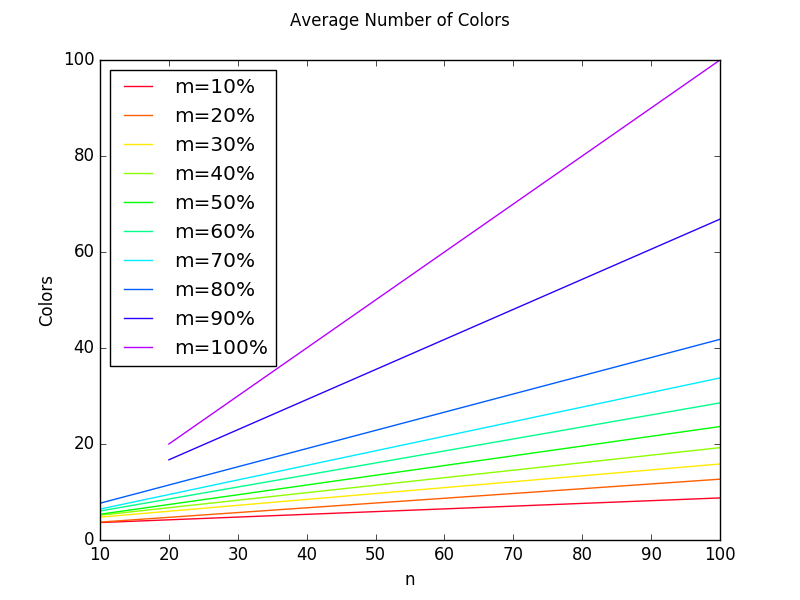 Average Number of Colors
100
80
60
40
20
0
Colors
m=10%
m=20%
m=30%
m=40%
m=50%
m=60%
m=70%
m=80%
m=90%
m=100%
10 20 30 40 50 60 70 80 90 100
n